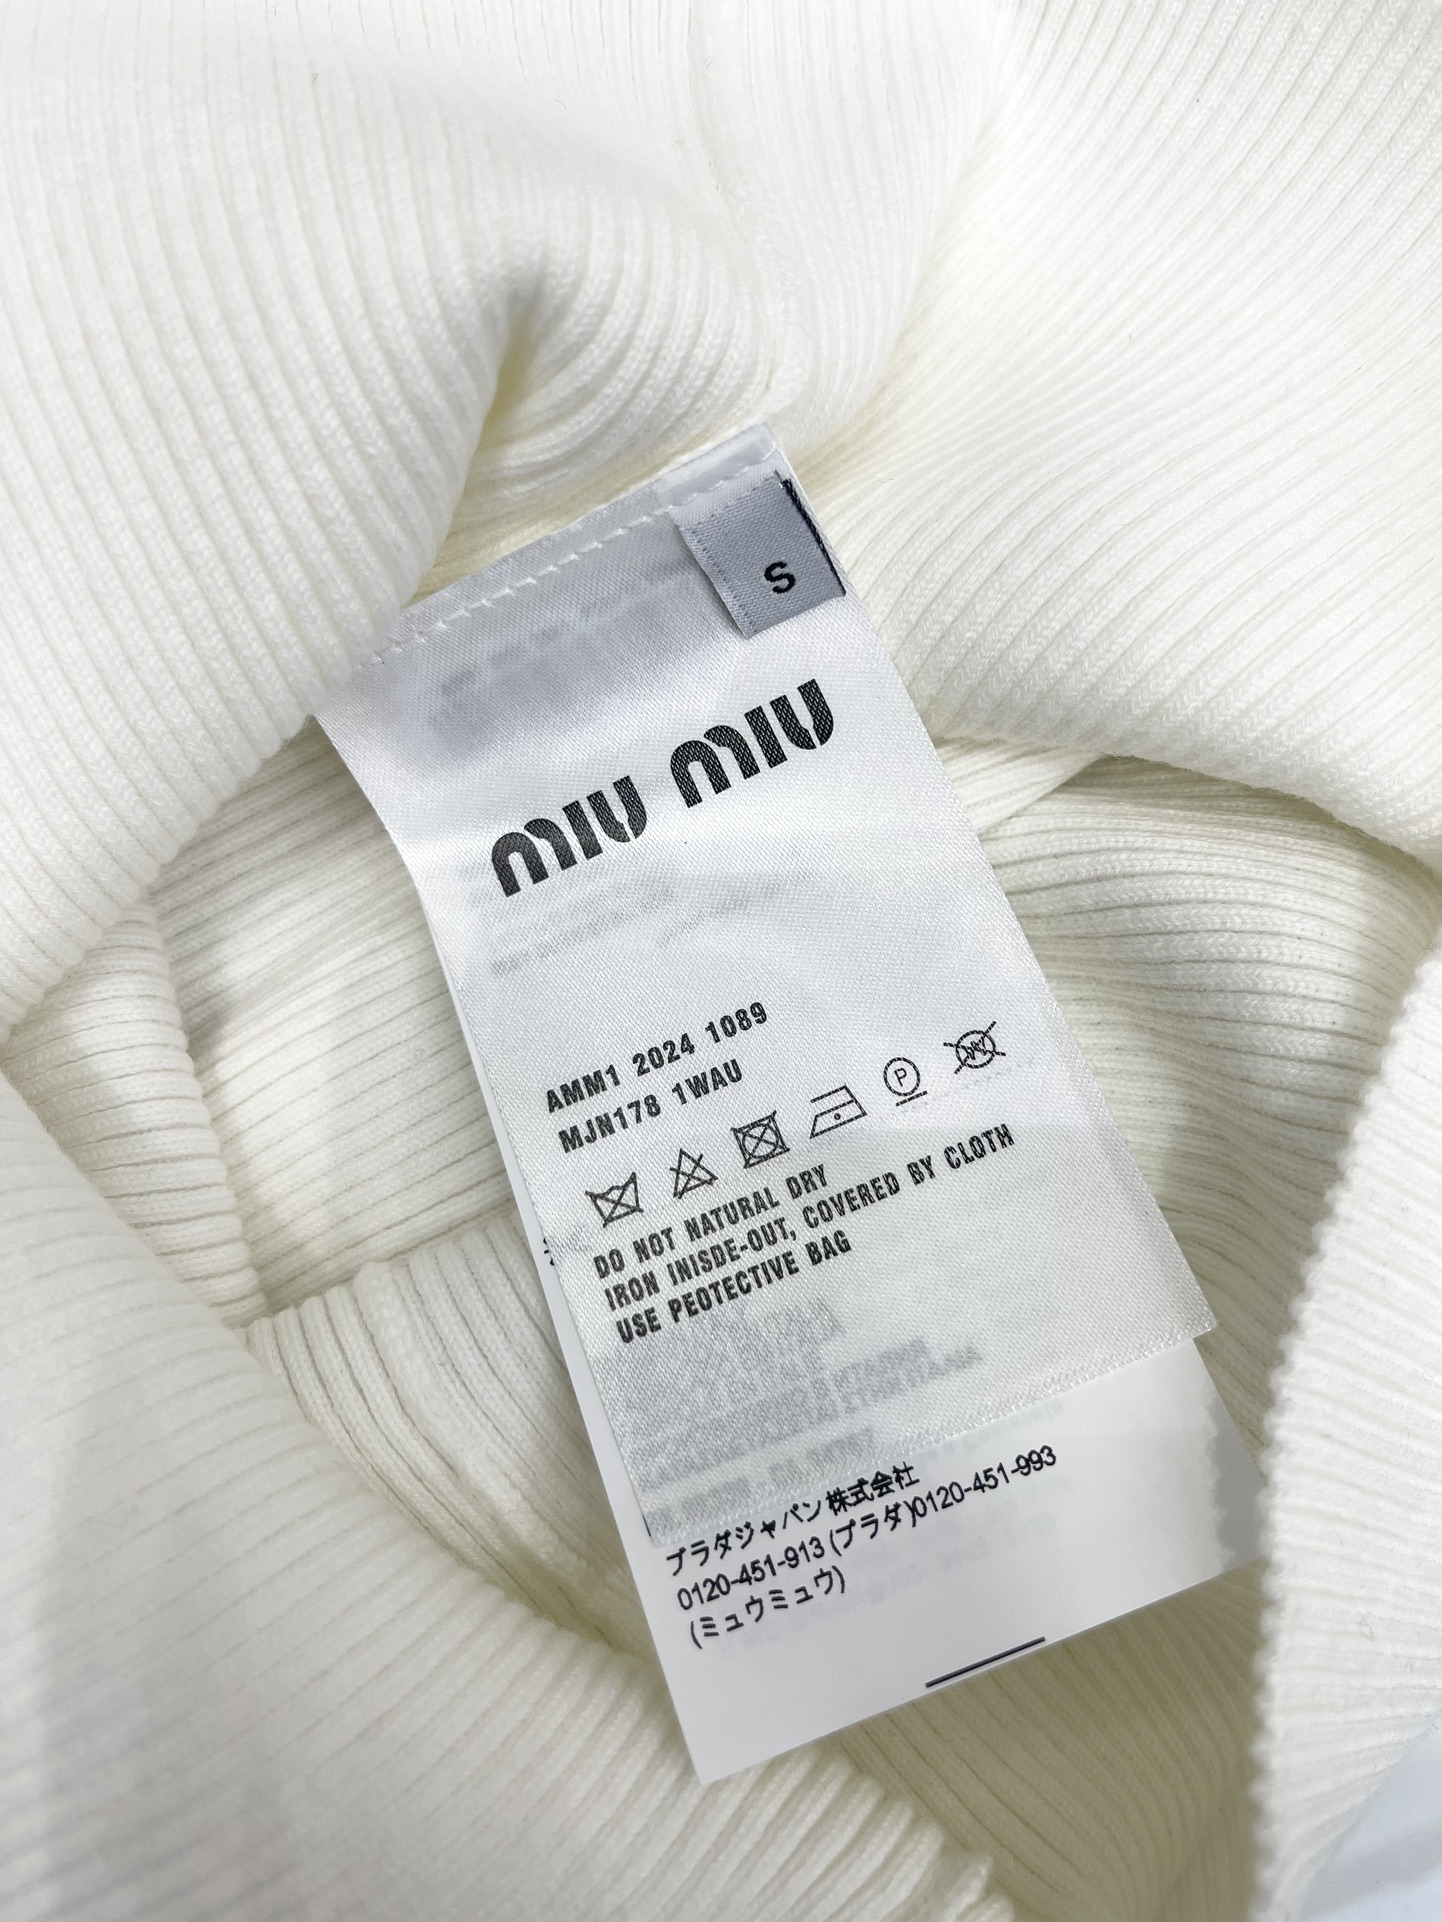 S
MIU MIU
AMM1 2024 1089
MJN178 1WAU
P
W
DO NOT NATURAL DRY
IRON INISDE-OUT, COVERED BY CLOTH
USE PEOTECTIVE BAG
プラダジャパン株式会社
0120-451-913 (プラダ)0120-451-993
(ミュウミュウ)